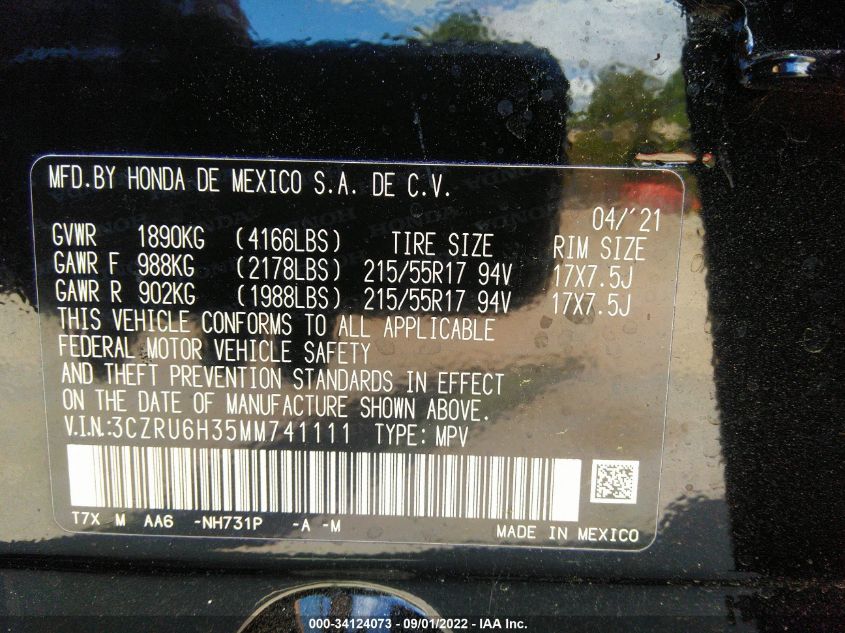 MFD.BY HONDA DE MEXICO S.A. DE C.V.
04/'21
GVWR 1890KG (4166LBS) TIRE SIZE RIM SIZE
GAWR F 988KG (2178LBS) 215/55R17 94V 17X7.5J
GAWR R 902KG (1988LBS) 215/55R17 94V 17X7.5J
THIS VEHICLE CONFORMS TO ALL APPLICABLE
FEDERAL MOTOR VEHICLE SAFETY
AND THEFT PREVENTION STANDARDS IN EFFECT
ON THE DATE OF MANUFACTURE SHOWN ABOVE.
V.I.N.:3CZRU6H35MM741111 TYPE: MPV
T7X M AA6 -NH731P -A -M
MADE IN MEXICO
000-34124073 - 09/01/2022 - IAA Inc.